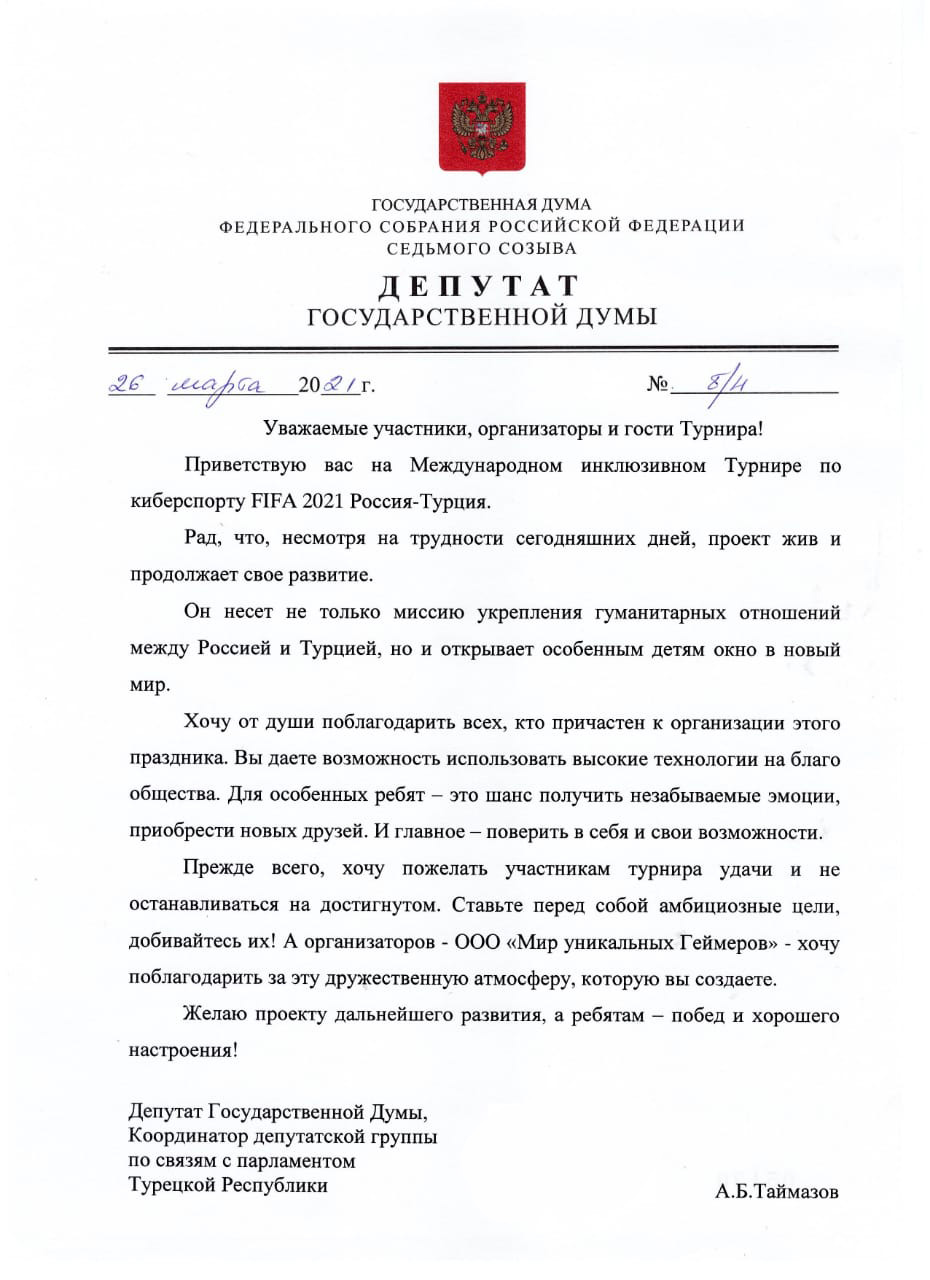 ГОСУДАРСТВЕННАЯ ДУМА
ФЕДЕРАЛЬНОГО СОБРАНИЯ РОССИЙСКОЙ ФЕДЕРАЦИИ
СЕДЬМОГО СОЗЫВА
ДЕПУТАТ
ГОСУДАРСТВЕННОЙ ДУМЫ
26 марта 2021 г. № 8/4
Уважаемые участники, организаторы и гости Турнира!
Приветствую вас на Международном инклюзивном Турнире по
киберспорту FIFA 2021 Россия-Турция.
Рад, что, несмотря на трудности сегодняшних дней, проект жив и
продолжает свое развитие.
Он несет не только миссию укрепления гуманитарных отношений
между Россией и Турцией, но и открывает особенным детям окно в новый
мир.
Хочу от души поблагодарить всех, кто причастен к организации этого
праздника. Вы даете возможность использовать высокие технологии на благо
общества. Для особенных ребят – это шанс получить незабываемые эмоции,
приобрести новых друзей. И главное – поверить в себя и свои возможности.
Прежде всего, хочу пожелать участникам турнира удачи и не
останавливаться на достигнутом. Ставьте перед собой амбициозные цели,
добивайтесь их! А организаторов - ООО «Мир уникальных Геймеров» - хочу
поблагодарить за эту дружественную атмосферу, которую вы создаете.
Желаю проекту дальнейшего развития, а ребятам – побед и хорошего
настроения!
Депутат Государственной Думы,
Координатор депутатской группы
по связям с парламентом
Турецкой Республики А.Б.Таймазов